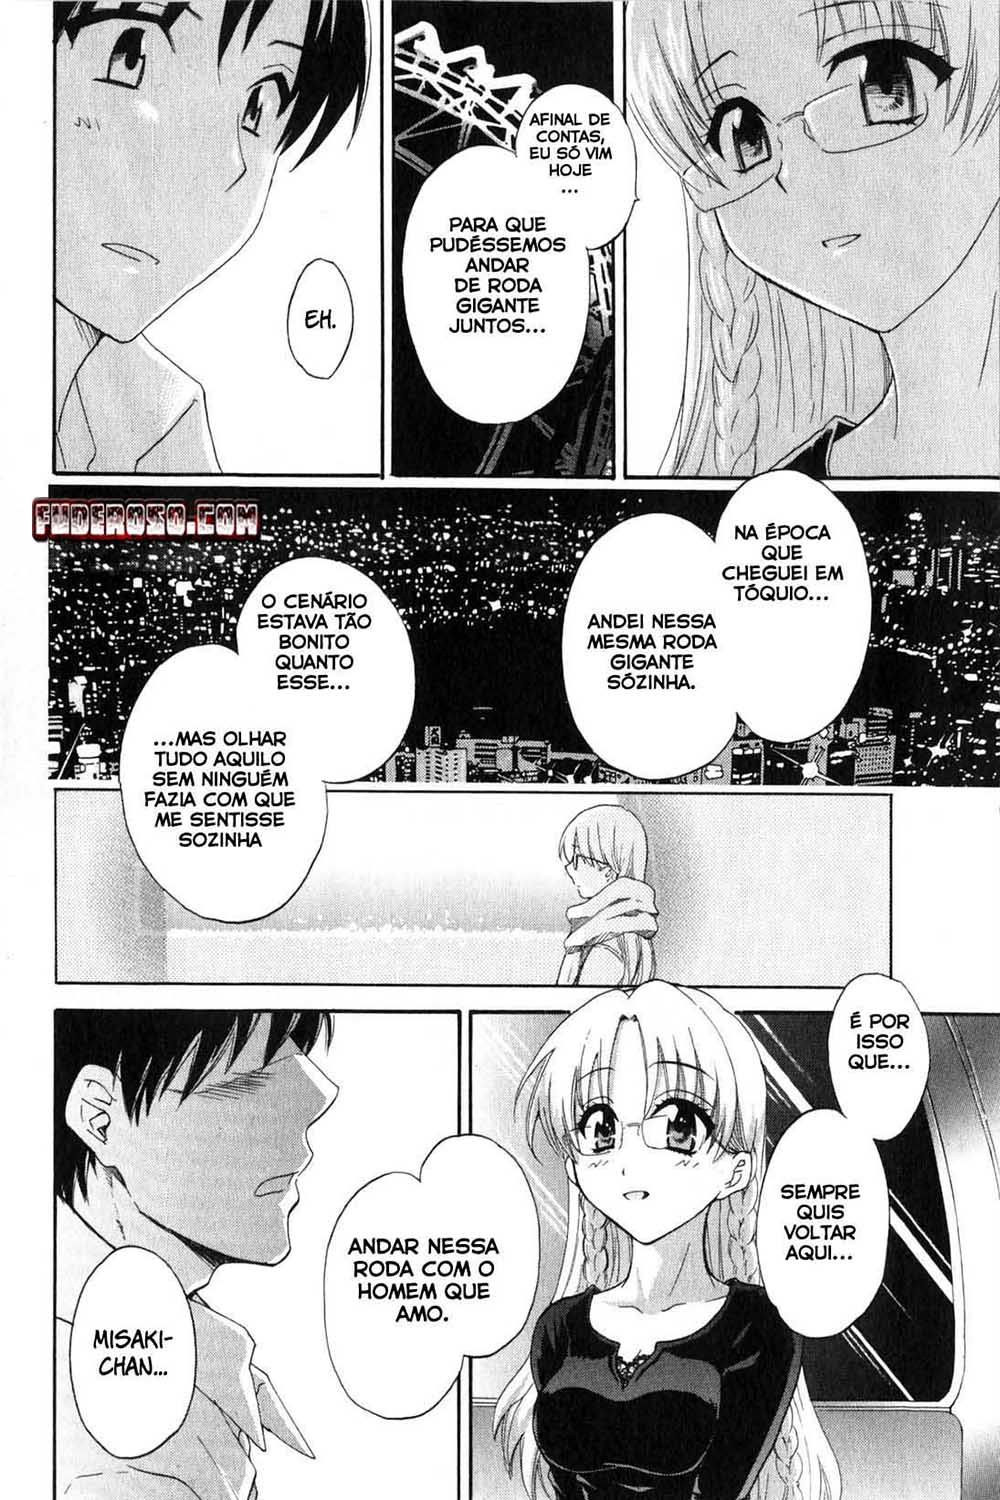 AFINAL DE
CONTAS,
EU SÓ VIM
HOJE
...
PARA QUE
PUDÉSSEMOS
ANDAR
DE RODA
GIGANTE
JUNTOS...
EH.
FUDEROSO.COM
NA ÉPOCA
QUE
CHEGUEI EM
TÓQUIO...
ANDEI NESSA
MESMA RODA
GIGANTE
SÓZINHA.
O CENÁRIO
ESTAVA TÃO
BONITO
QUANTO
ESSE...
...MAS OLHAR
TUDO AQUILO
SEM NINGUÉM
FAZIA COM QUE
ME SENTISSE
SOZINHA
É POR
ISSO
QUE...
SEMPRE
QUIS
VOLTAR
AQUI...
ANDAR NESSA
RODA COM O
HOMEM QUE
AMO.
MISAKI-
CHAN...